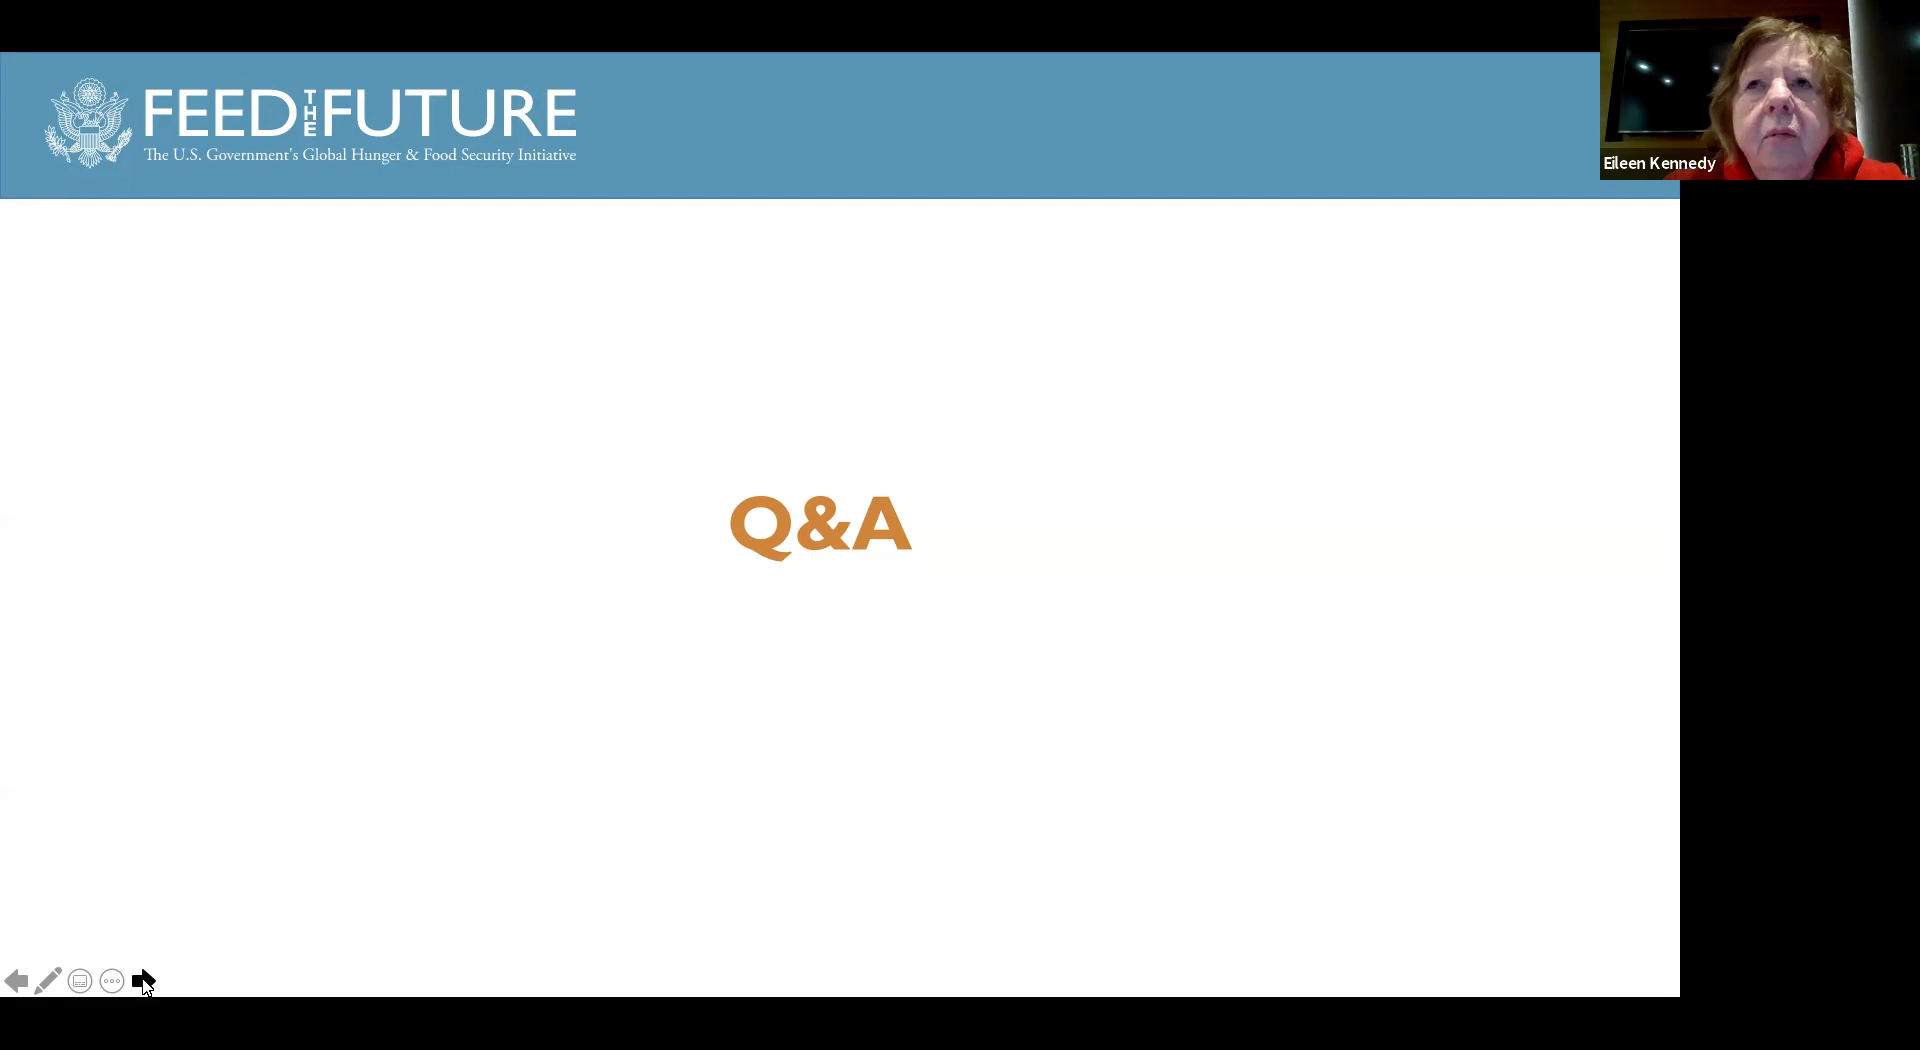 FEED THE FUTURE
The U.S. Government's Global Hunger & Food Security Initiative
Eileen Kennedy
Q&A